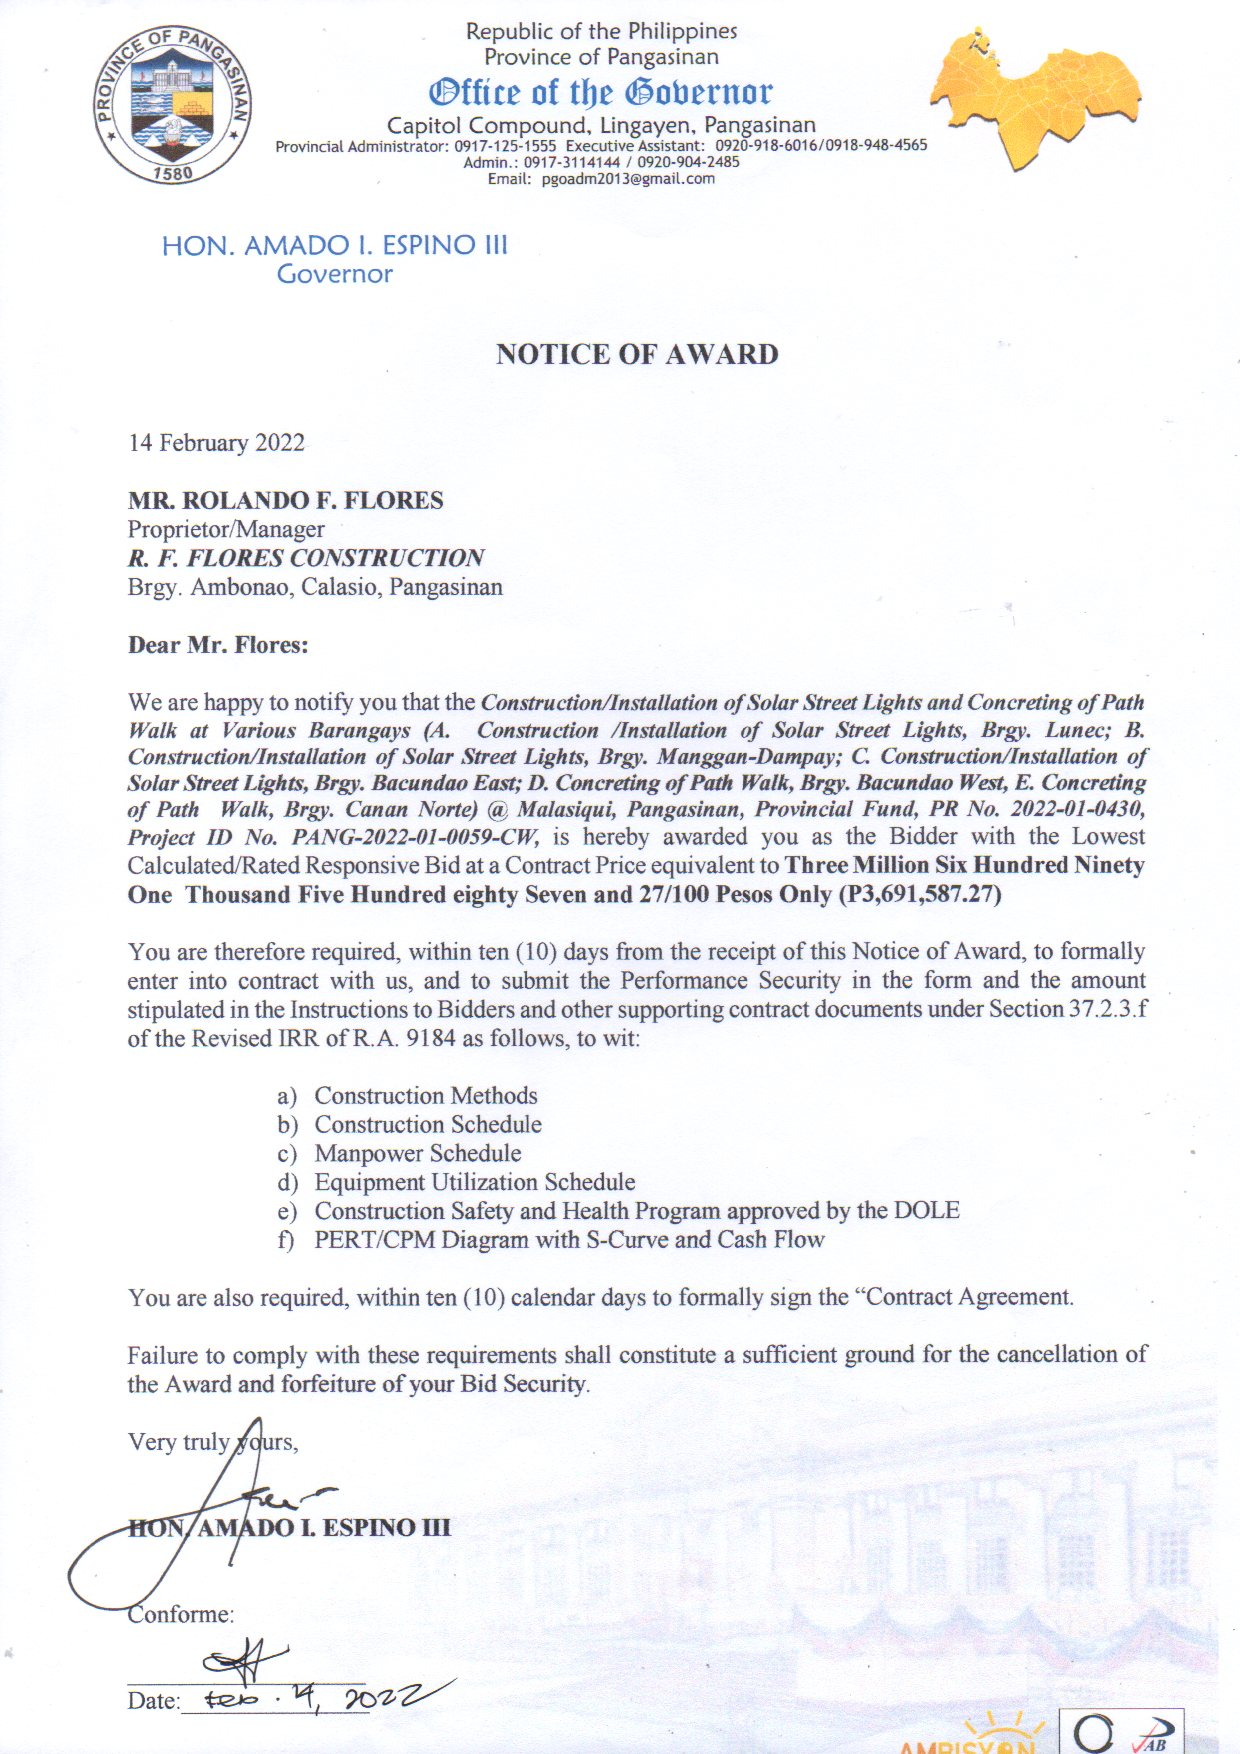 PROVINCE OF PANGASINAN
1580
Republic of the Philippines
Province of Pangasinan
Office of the Governor
Capitol Compound, Lingayen, Pangasinan
Provincial Administrator: 0917-125-1555 Executive Assistant: 0920-918-6016/0918-948-4565
Admin.: 0917-3114144 / 0920-904-2485
Email: pgoadm2013@gmail.com
HON. AMADO I. ESPINO III
Governor
NOTICE OF AWARD
14 February 2022
MR. ROLANDO F. FLORES
Proprietor/Manager
R. F. FLORES CONSTRUCTION
Brgy. Ambonao, Calasio, Pangasinan
Dear Mr. Flores:
We are happy to notify you that the Construction/Installation of Solar Street Lights and Concreting of Path
Walk at Various Barangays (A. Construction /Installation of Solar Street Lights, Brgy. Lunec; B.
Construction/Installation of Solar Street Lights, Brgy. Manggan-Dampay; C. Construction/Installation of
Solar Street Lights, Brgy. Bacundao East; D. Concreting of Path Walk, Brgy. Bacundao West, E. Concreting
of Path Walk, Brgy. Canan Norte) @ Malasiqui, Pangasinan, Provincial Fund, PR No. 2022-01-0430,
Project ID No. PANG-2022-01-0059-CW, is hereby awarded you as the Bidder with the Lowest
Calculated/Rated Responsive Bid at a Contract Price equivalent to Three Million Six Hundred Ninety
One Thousand Five Hundred eighty Seven and 27/100 Pesos Only (P3,691,587.27)
You are therefore required, within ten (10) days from the receipt of this Notice of Award, to formally
enter into contract with us, and to submit the Performance Security in the form and the amount
stipulated in the Instructions to Bidders and other supporting contract documents under Section 37.2.3.f
of the Revised IRR of R.A. 9184 as follows, to wit:
a) Construction Methods
b) Construction Schedule
c) Manpower Schedule
d) Equipment Utilization Schedule
e) Construction Safety and Health Program approved by the DOLE
f) PERT/CPM Diagram with S-Curve and Cash Flow
You are also required, within ten (10) calendar days to formally sign the “Contract Agreement.
Failure to comply with these requirements shall constitute a sufficient ground for the cancellation of
the Award and forfeiture of your Bid Security.
Very truly yours,
HON. AMADO I. ESPINO III
Conforme:
Date: Feb. 14, 2022
AMBISYON
AB